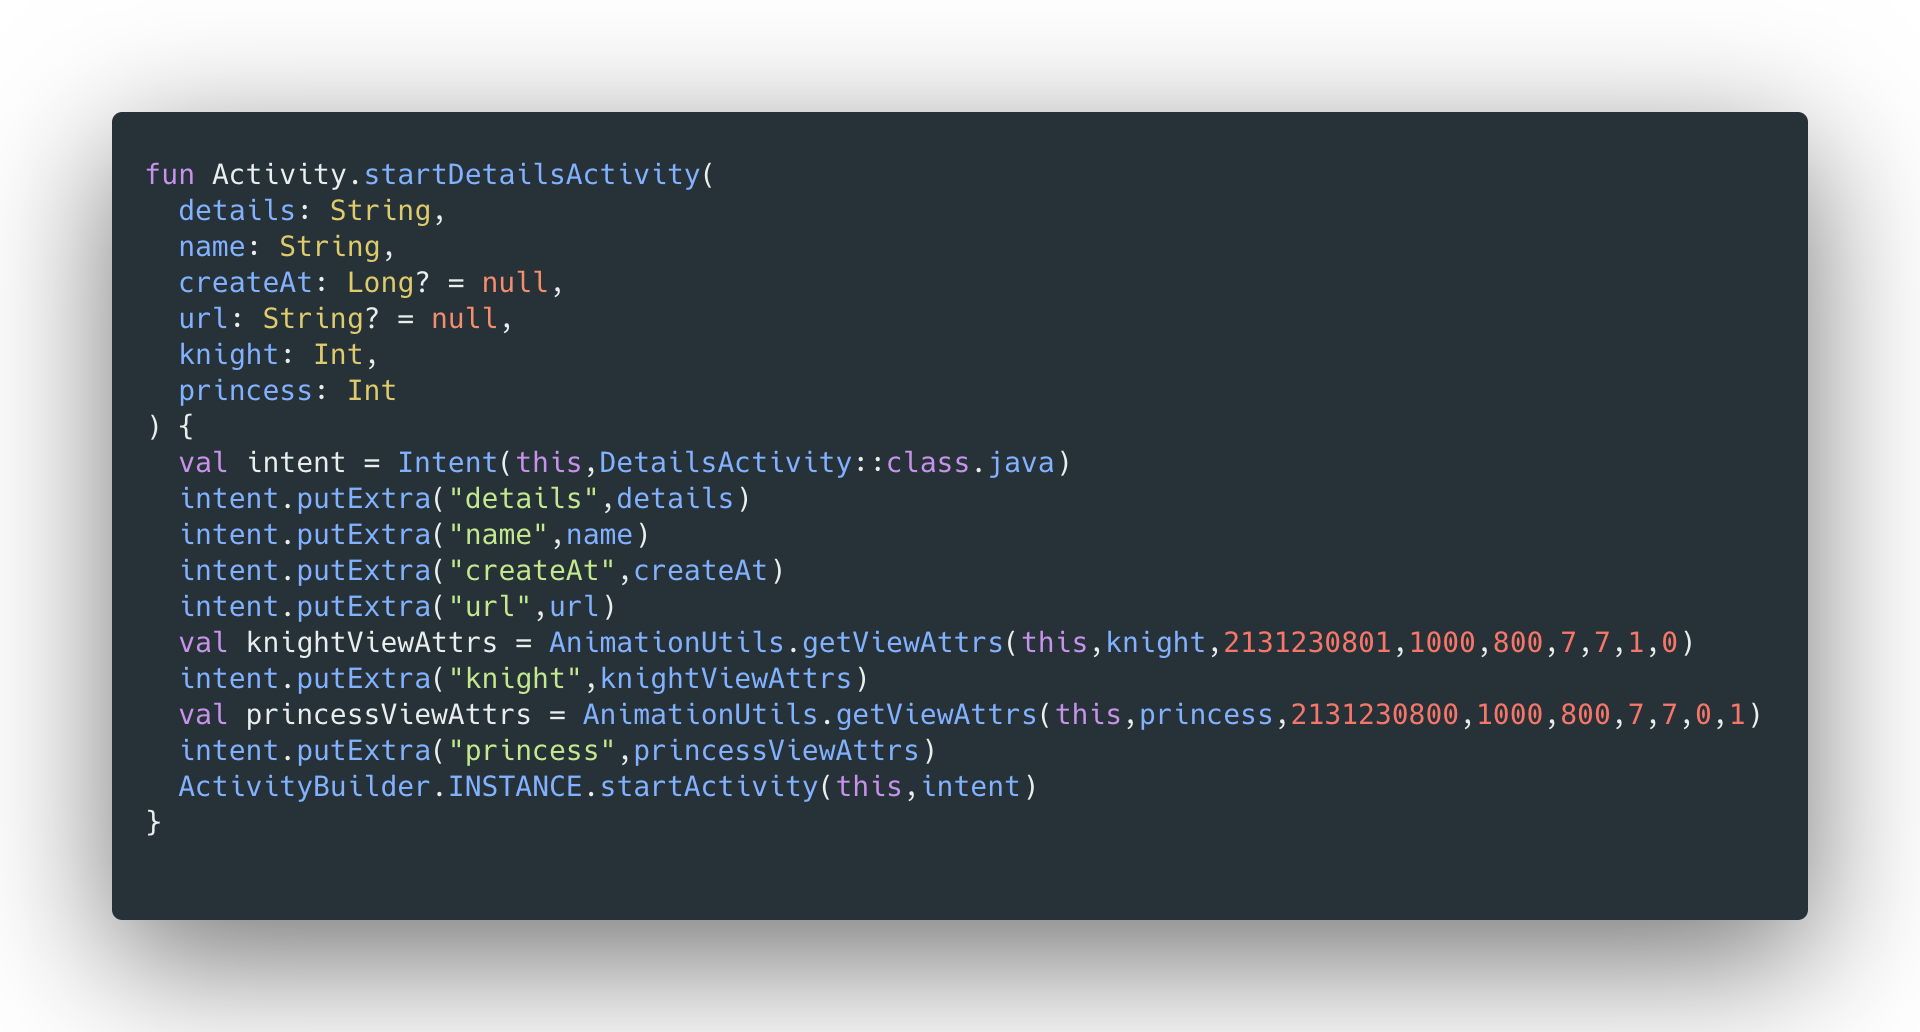 fun Activity.startDetailsActivity(
  details: String,
  name: String,
  createAt: Long? = null,
  url: String? = null,
  knight: Int,
  princess: Int
) {
  val intent = Intent(this,DetailsActivity::class.java)
  intent.putExtra("details",details)
  intent.putExtra("name",name)
  intent.putExtra("createAt",createAt)
  intent.putExtra("url",url)
  val knightViewAttrs = AnimationUtils.getViewAttrs(this,knight,2131230801,1000,800,7,7,1,0)
  intent.putExtra("knight",knightViewAttrs)
  val princessViewAttrs = AnimationUtils.getViewAttrs(this,princess,2131230800,1000,800,7,7,0,1)
  intent.putExtra("princess",princessViewAttrs)
  ActivityBuilder.INSTANCE.startActivity(this,intent)
}